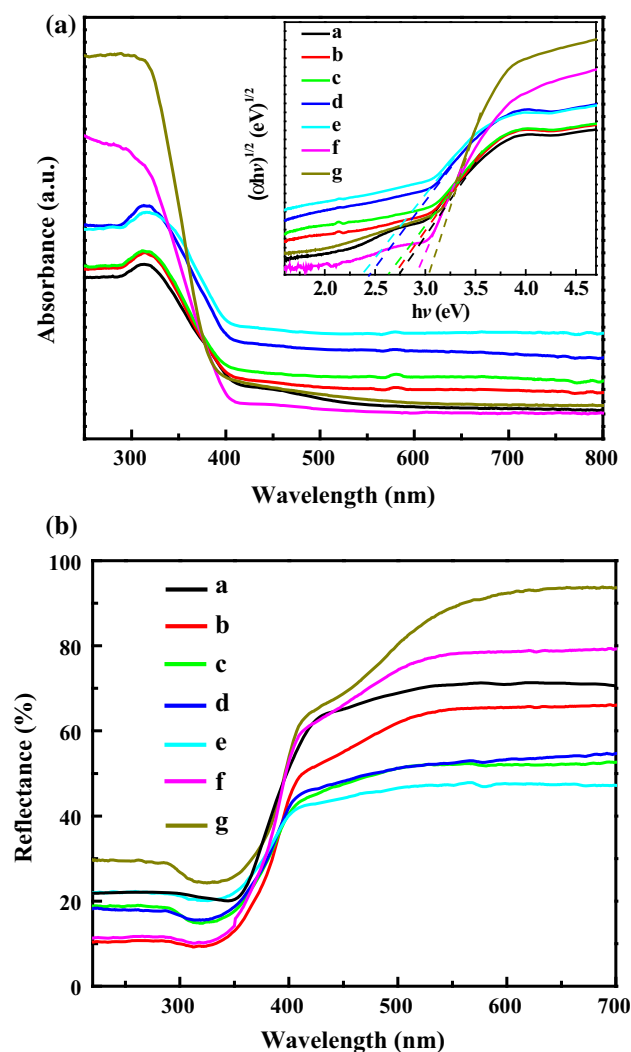 (a)
Absorbance (a.u.)
(αhν)1/2 (eV)1/2
a
b
c
d
e
f
g
2.0 2.5 3.0 3.5 4.0 4.5
hν (eV)
300 400 500 600 700 800
Wavelength (nm)
(b)
Reflectance (%)
100
80
60
40
20
0
a
b
c
d
e
f
g
300 400 500 600 700
Wavelength (nm)